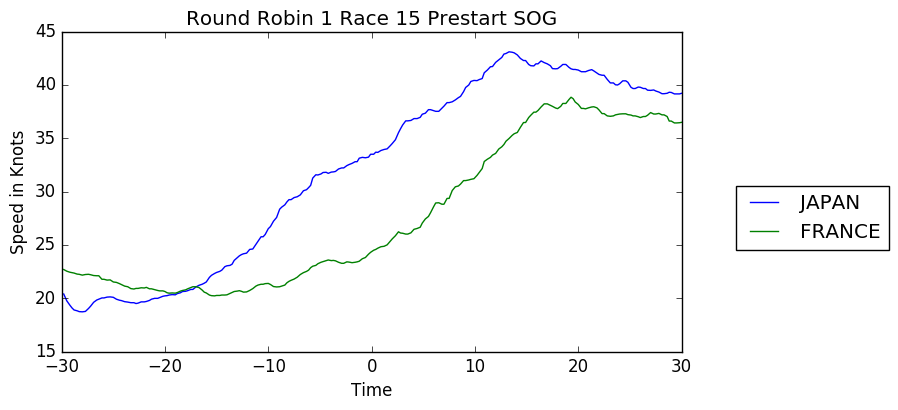 Round Robin 1 Race 15 Prestart SOG
45
40
35
30
25
20
15
Speed in Knots
−30 −20 −10 0 10 20 30
Time
JAPAN
FRANCE